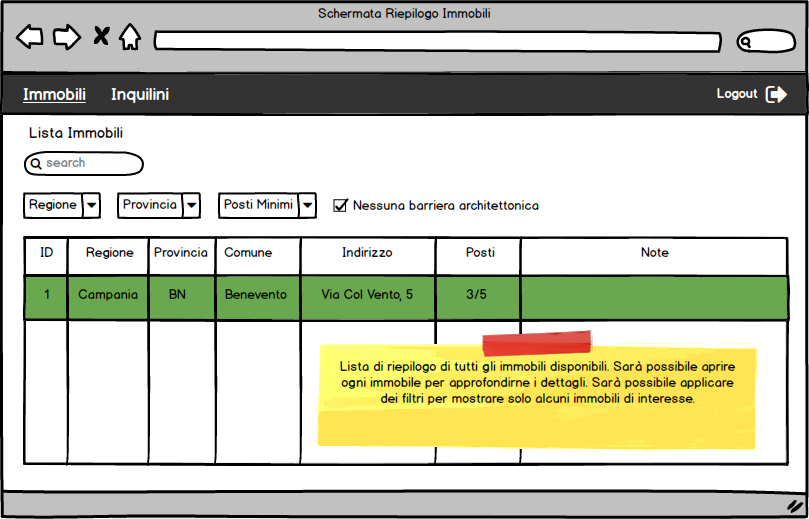 Schermata Riepilogo Immobili
Immobili Inquilini Logout
Lista Immobili
search
Regione Provincia Posti Minimi Nessuna barriera architettonica
ID Regione Provincia Comune Indirizzo Posti Note
1 Campania BN Benevento Via Col Vento, 5 3/5
Lista di riepilogo di tutti gli immobili disponibili. Sarà possibile aprire
ogni immobile per approfondirne i dettagli. Sarà possibile applicare
dei filtri per mostrare solo alcuni immobili di interesse.